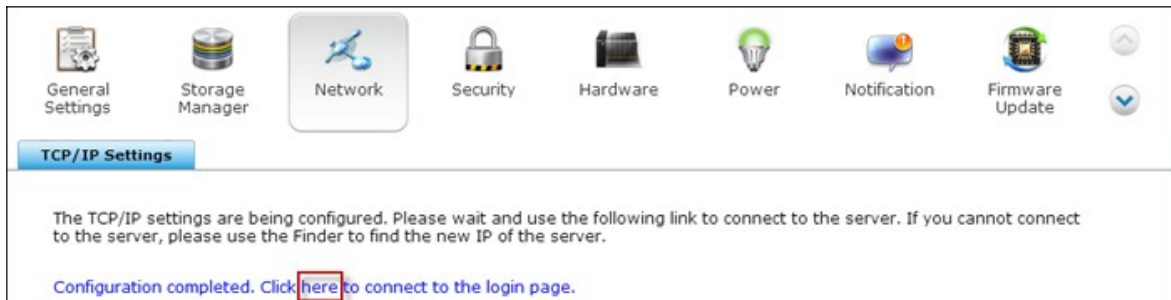 General Settings
Storage Manager
Network
Security
Hardware
Power
Notification
Firmware Update
TCP/IP Settings
The TCP/IP settings are being configured. Please wait and use the following link to connect to the server. If you cannot connect
to the server, please use the Finder to find the new IP of the server.
Configuration completed. Click here to connect to the login page.